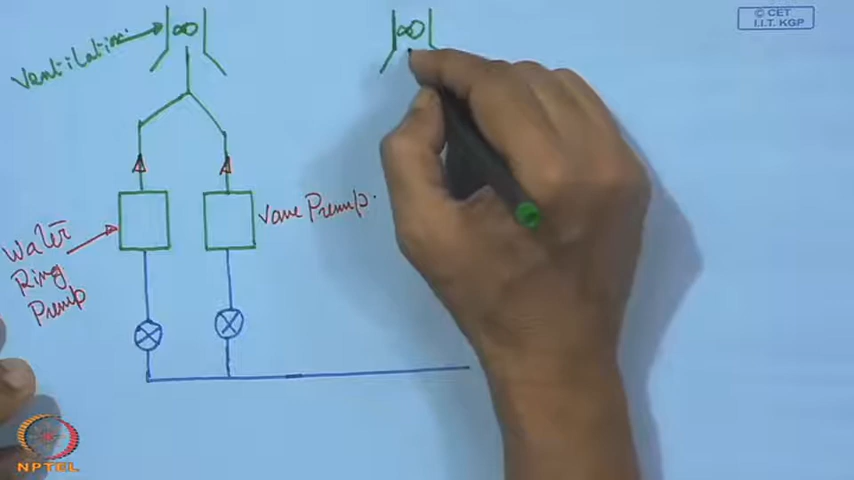 © CET
I.I.T. KGP
Ventilation
Vane Pump.
Water
Ring
Pump
NPTEL